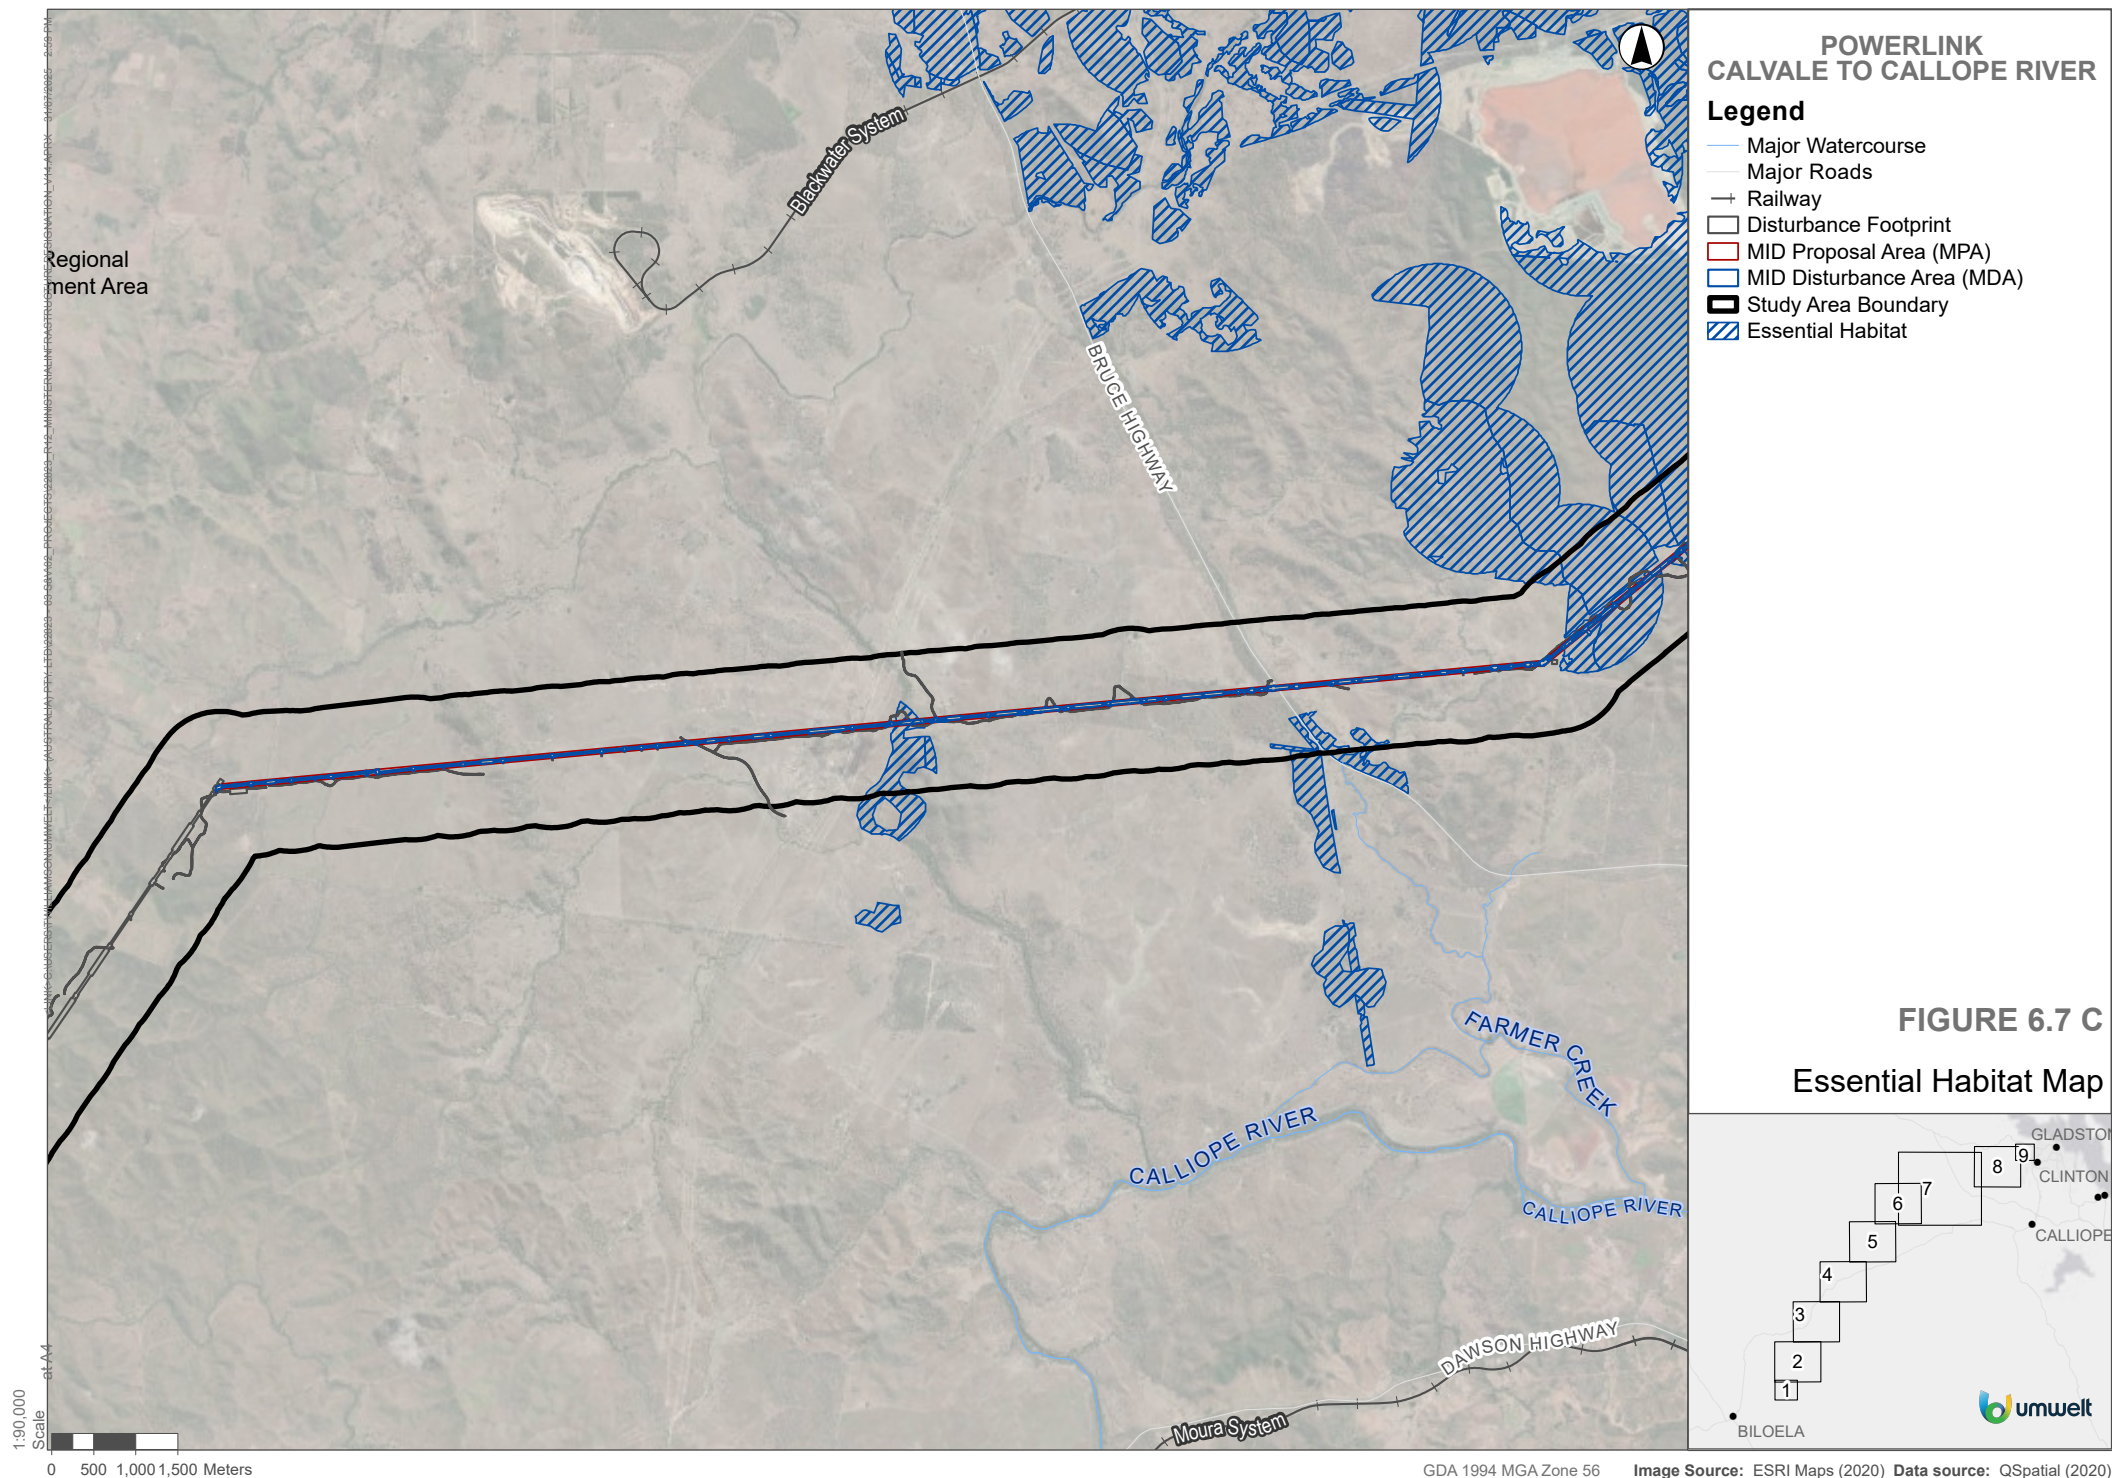 POWERLINK
CALVALE TO CALLOPE RIVER
Legend
Major Watercourse
Major Roads
Railway
Disturbance Footprint
MID Proposal Area (MPA)
MID Disturbance Area (MDA)
Study Area Boundary
Essential Habitat
Regional
ment Area
Blackwater System
BRUCE HIGHWAY
FARMER CREEK
CALLIOPE RIVER
CALLIOPE RIVER
DAWSON HIGHWAY
Moura System
FIGURE 6.7 C
Essential Habitat Map
GLADSTON
CLINTON
CALLIOPE
BILOELA
9
8
7
6
5
4
3
2
1
umwelt
1:90,000
Scale
at A4
0 500 1,000 1,500 Meters
GDA 1994 MGA Zone 56 Image Source: ESRI Maps (2020) Data source: QSpatial (2020)